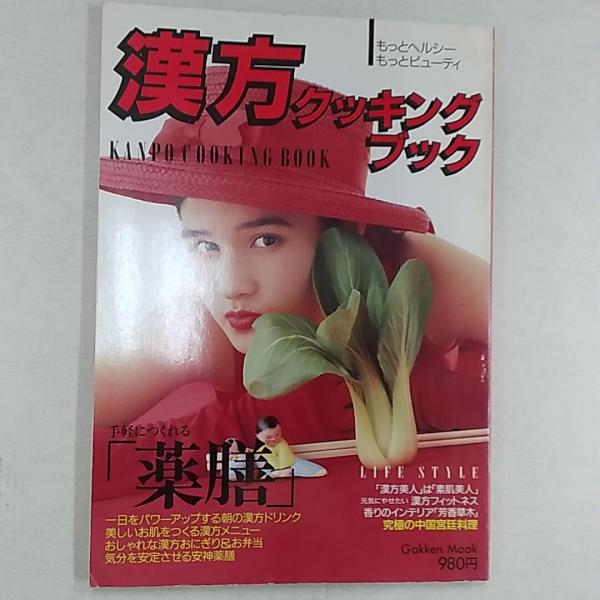 もっとヘルシー
もっとビューティ
漢方クッキング
ブック
KANPO COOKING BOOK
手軽につくれる
「薬膳」
一日をパワーアップする朝の漢方ドリンク
美しいお肌をつくる漢方メニュー
おしゃれな漢方おにぎり&お弁当
気分を安定させる安神薬膳
LIFE STYLE
「漢方美人」は「素肌美人」
元気にやせたい 漢方フィットネス
香りのインテリア「芳香草木」
究極の中国宮廷料理
Gakken Mook
980円